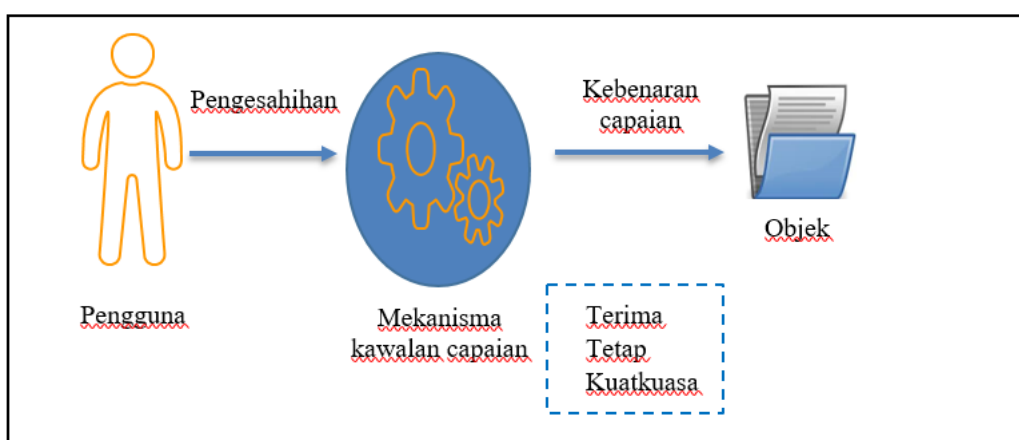 Pengesahihan
Kebenaran
capaian
Objek
Pengguna
Mekanisma
kawalan capaian
Terima
Tetap
Kuatkuasa